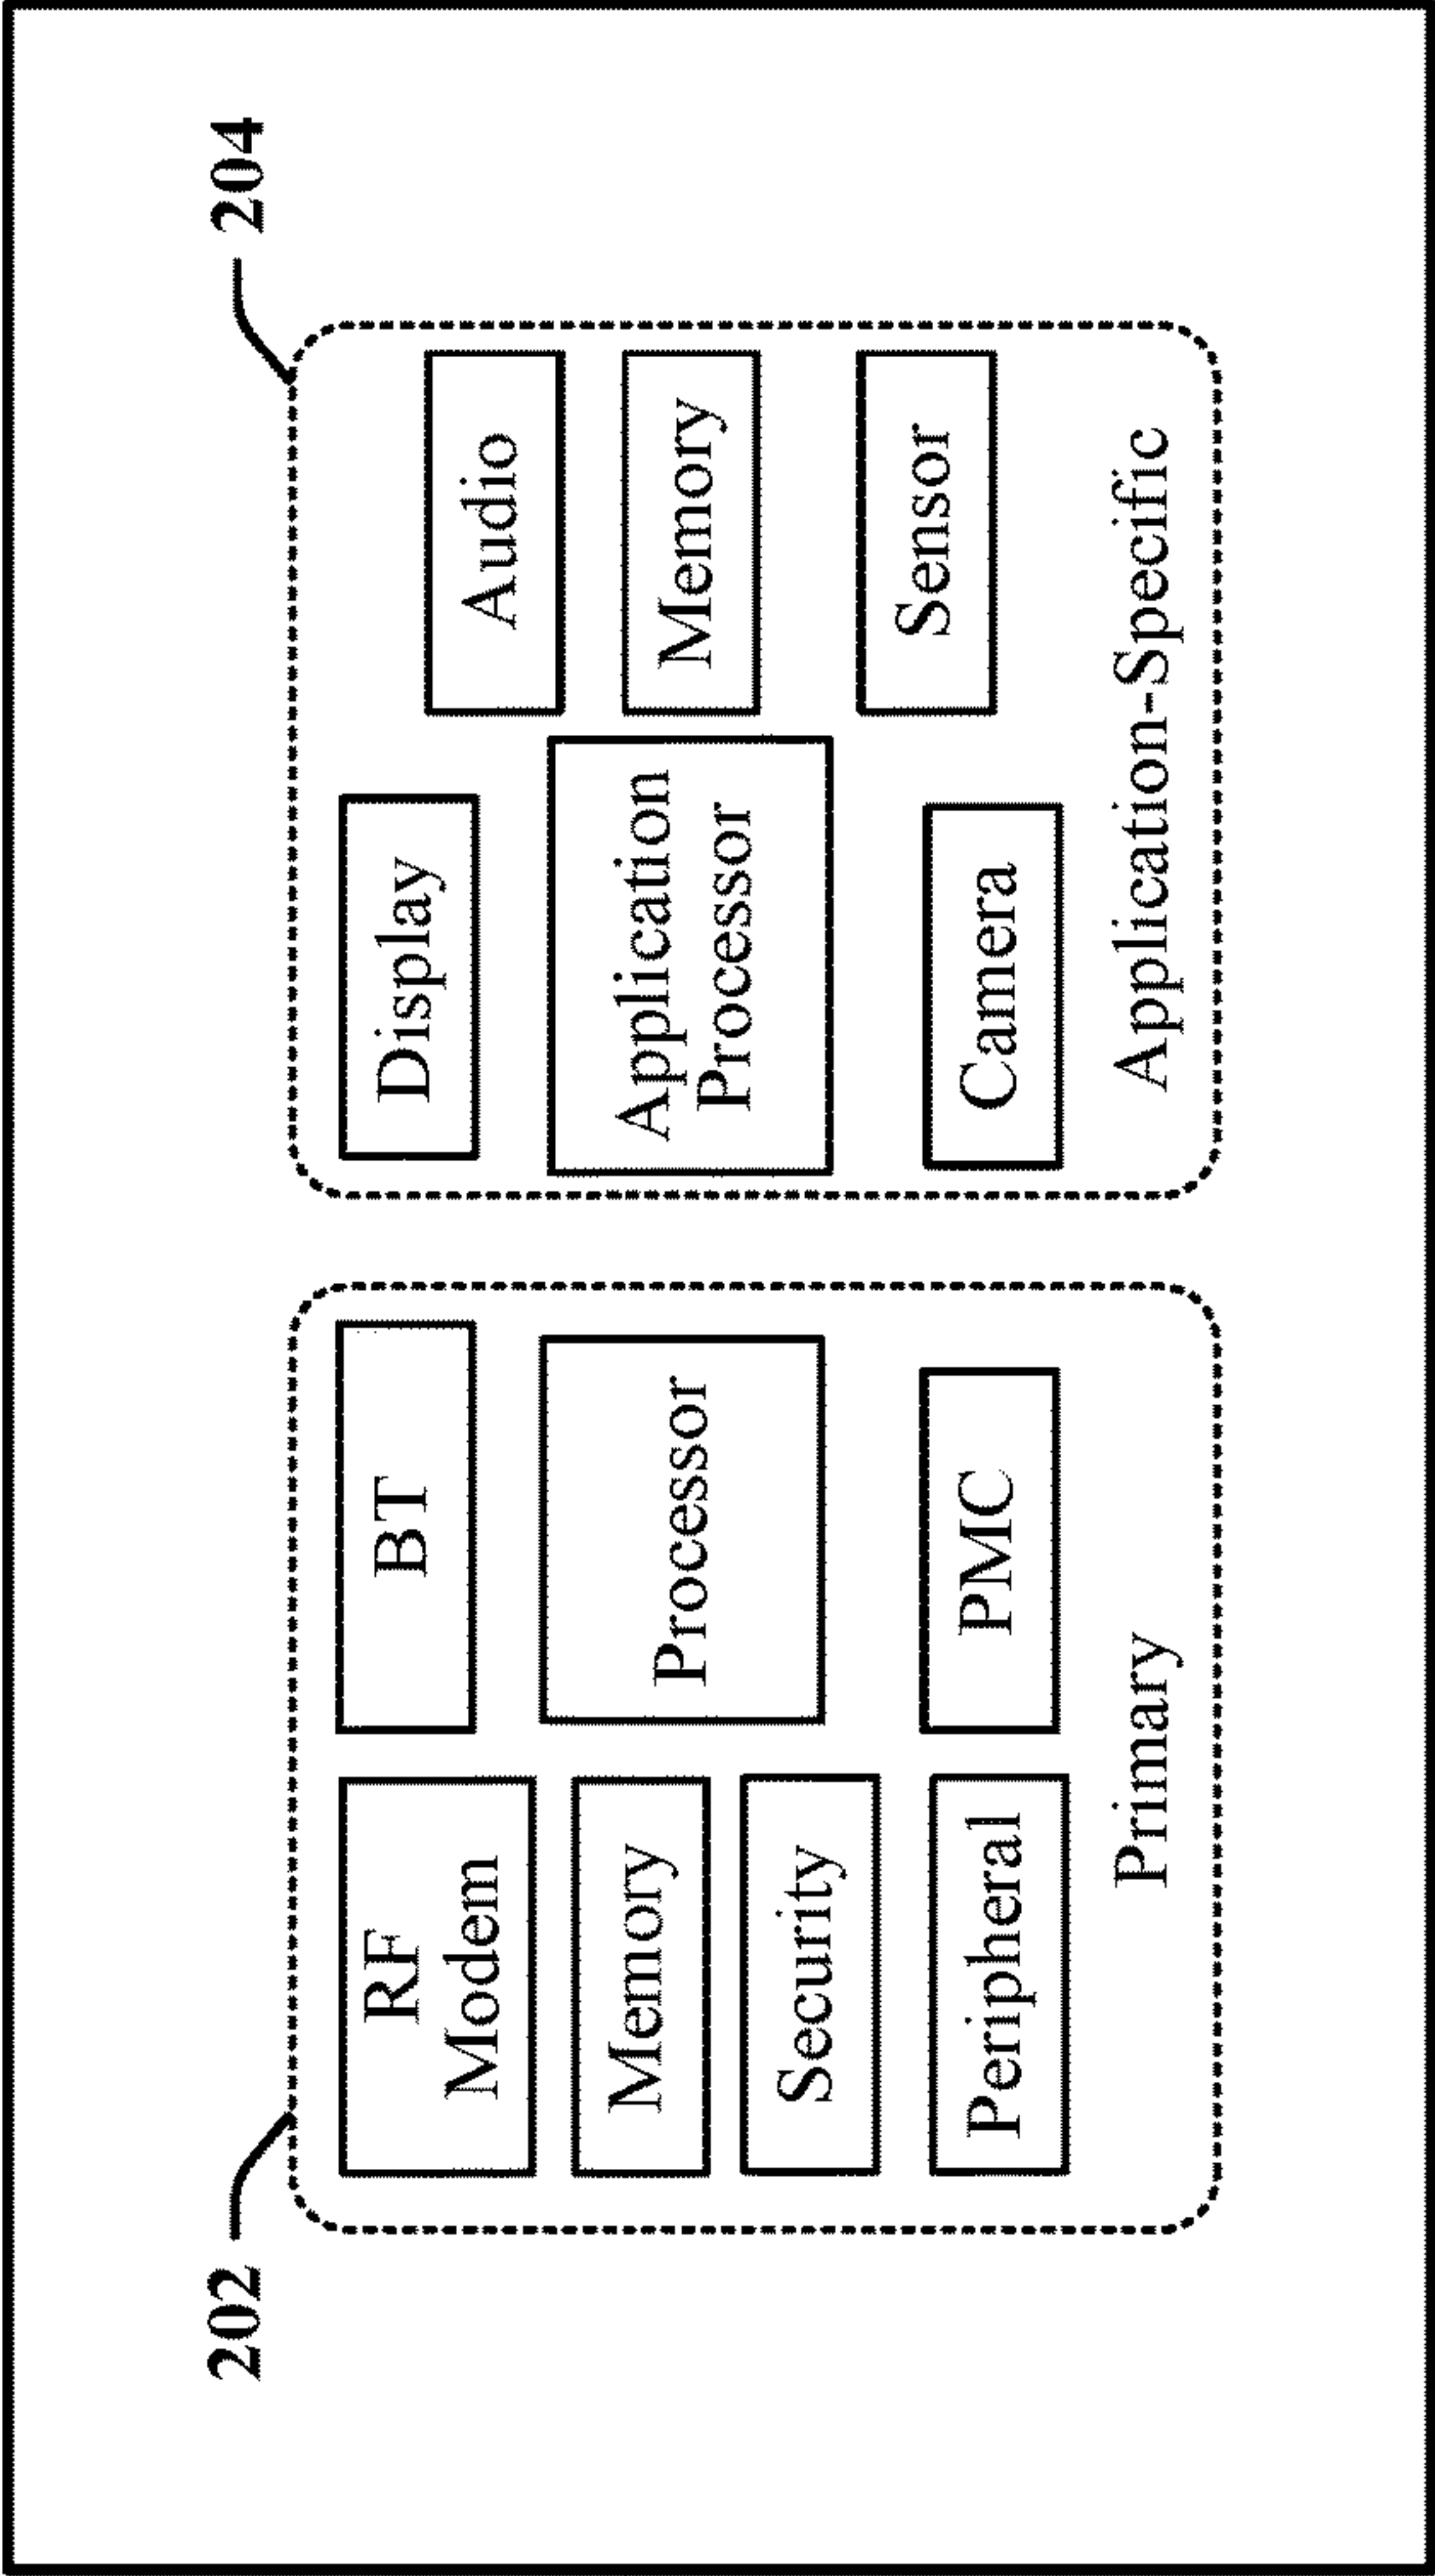 202
204
RF
Modem
BT
Memory
Processor
Security
Peripheral
PMC
Primary
Display
Audio
Application
Processor
Memory
Camera
Sensor
Application-Specific